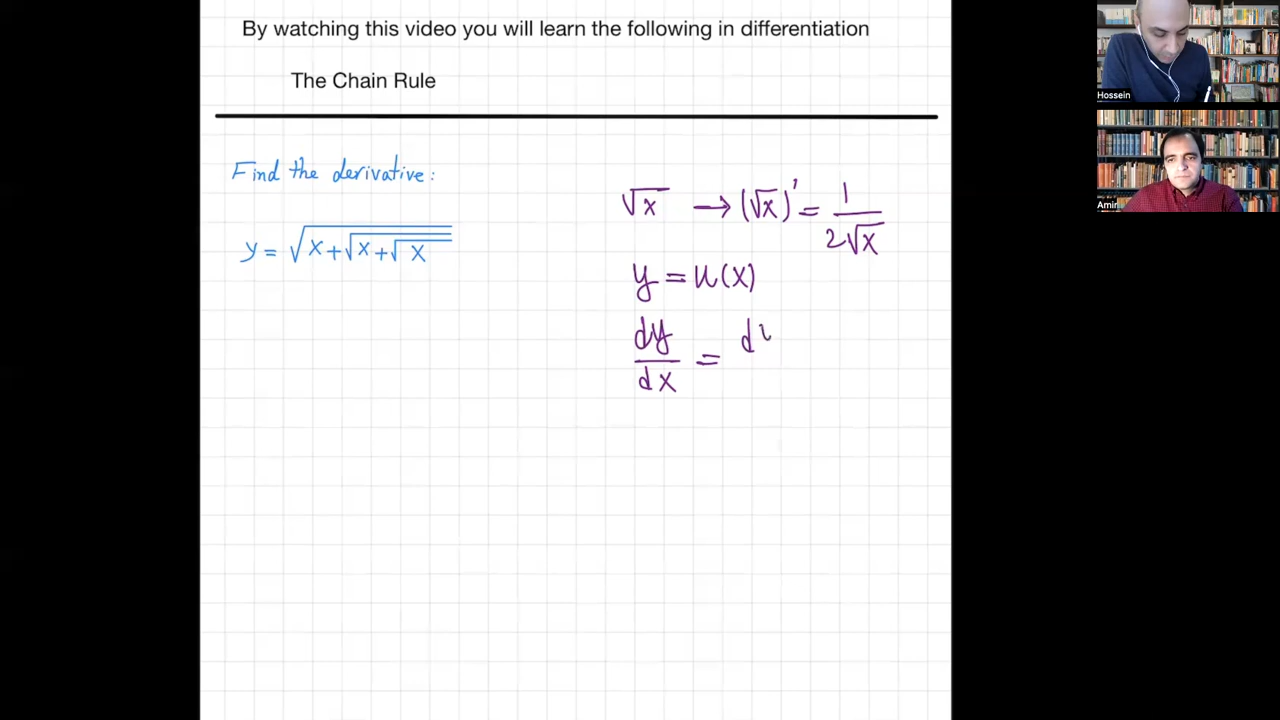 By watching this video you will learn the following in differentiation
The Chain Rule
Find the derivative:
y = √(x+√(x+√x))
√x → (√x)' = 1/(2√x)
y = u(x)
dy/dx = d
Hossein
Amir